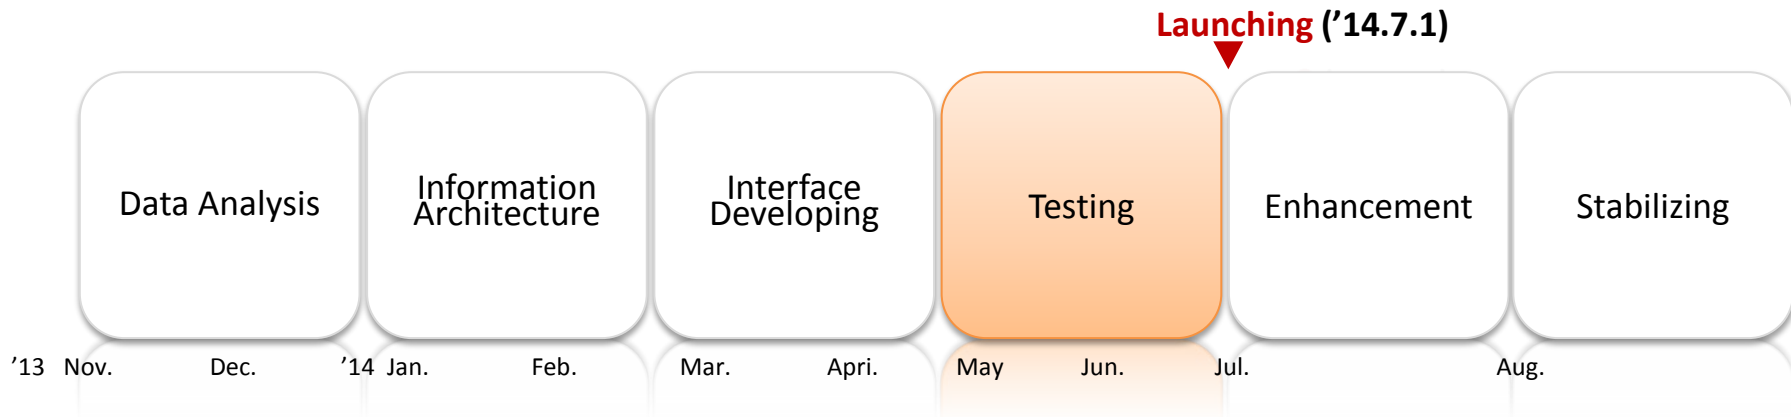 Launching (’14.7.1)
Data Analysis
Information
Architecture
Interface
Developing
Testing
Enhancement
Stabilizing
’13 Nov. Dec. ’14 Jan. Feb. Mar. Apri. May Jun. Jul. Aug.